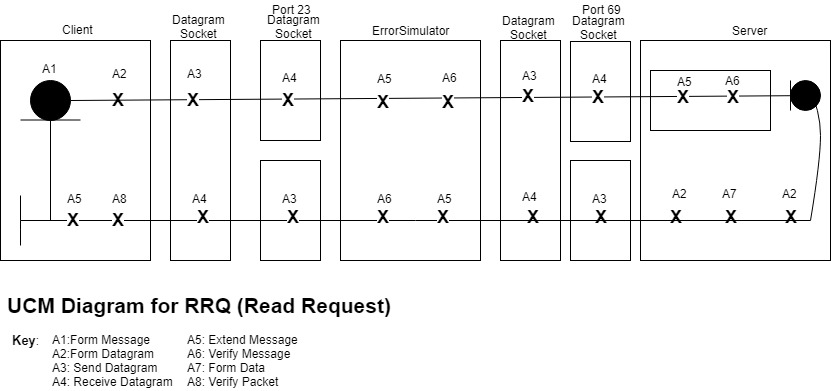 Port 23
Port 69
Client
Datagram
Socket
Datagram
Socket
ErrorSimulator
Datagram
Socket
Datagram
Socket
Server
A1
A2
A3
A4
A5
A6
A3
A4
A5
A6
X
X
X
X
X
X
X
X
X
A5
A8
A4
A3
A6
A5
A4
A3
A2
A7
A2
X
X
X
X
X
X
X
X
X
X
X
UCM Diagram for RRQ (Read Request)
Key:
A1:Form Message
A2:Form Datagram
A3: Send Datagram
A4: Receive Datagram
A5: Extend Message
A6: Verify Message
A7: Form Data
A8: Verify Packet